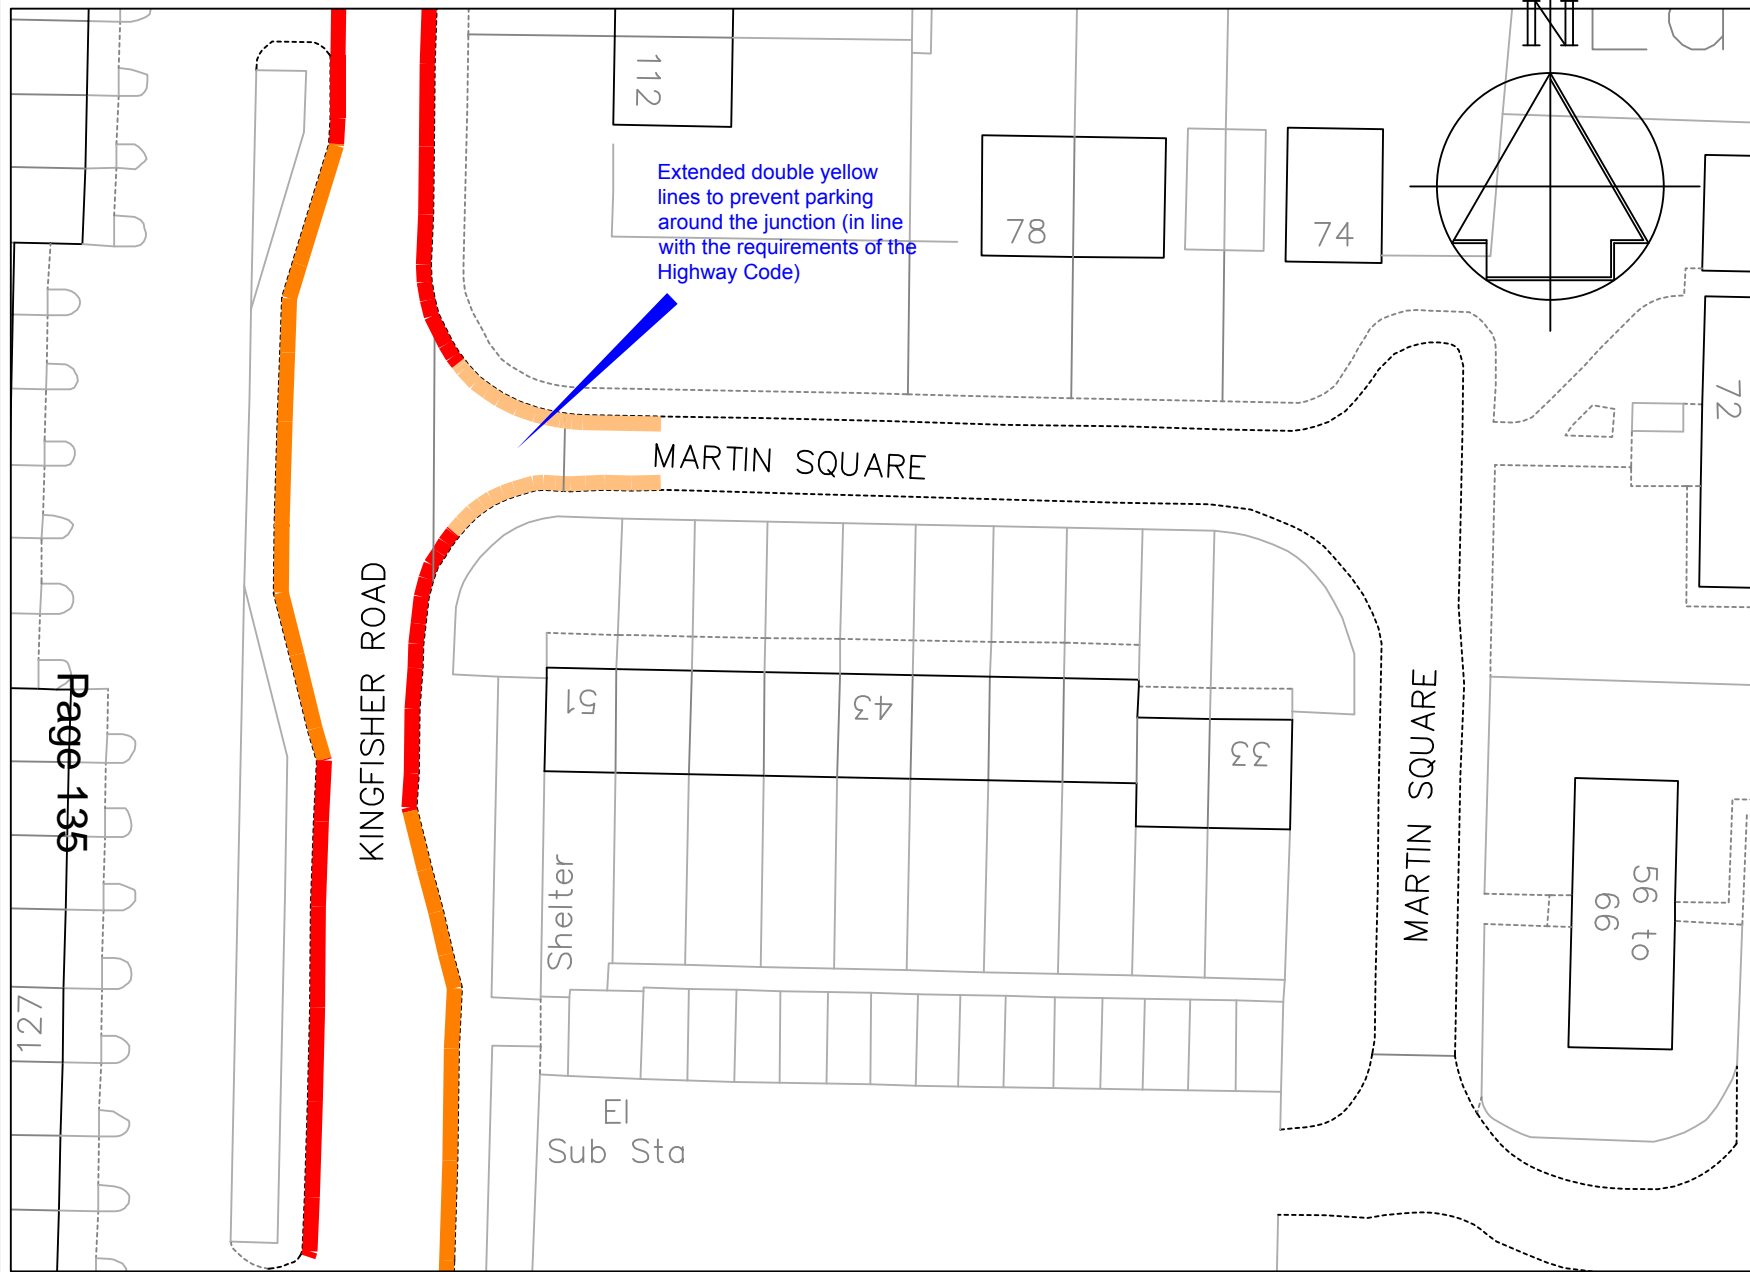 N
112
Extended double yellow
lines to prevent parking
around the junction (in line
with the requirements of the
Highway Code)
78
74
72
MARTIN SQUARE
KINGFISHER ROAD
51
43
33
MARTIN SQUARE
Page 135
Shelter
56 to
66
127
El
Sub Sta